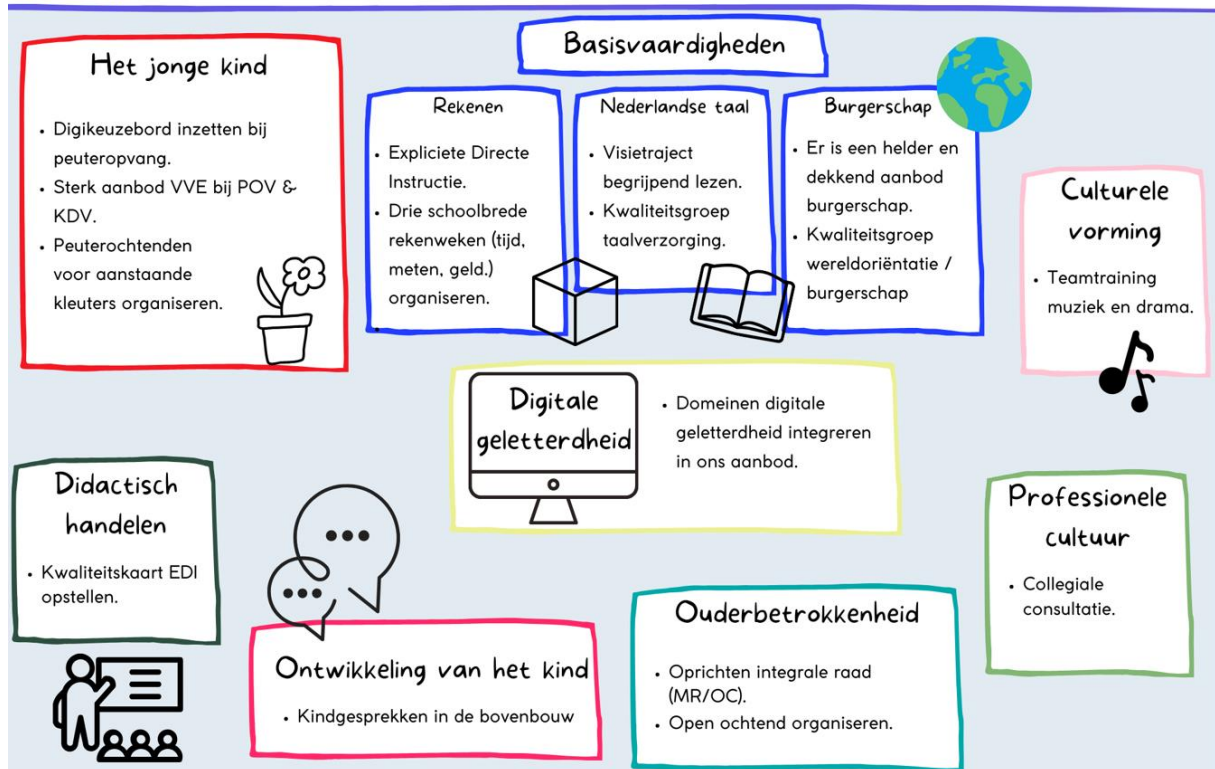 Het jonge kind
• Digikeuzebord inzetten bij
peuteropvang.
• Sterk aanbod VVE bij POV &
KDV.
• Peuterochtenden
voor aanstaande
kleuters organiseren.
Basisvaardigheden
Rekenen
• Expliciete Directe
Instructie.
• Drie schoolbrede
rekenweken (tijd,
meten, geld.)
organiseren.
•
Nederlandse taal
• Visietraject
begrijpend lezen.
• Kwaliteitsgroep
taalverzorging.
Burgerschap
• Er is een helder en
dekkend aanbod
burgerschap.
• Kwaliteitsgroep
wereldoriëntatie /
burgerschap
Culturele
vorming
• Teamtraining
muziek en drama.
Digitale
geletterdheid
• Domeinen digitale
geletterdheid integreren
in ons aanbod.
Didactisch
handelen
• Kwaliteitskaart EDI
opstellen.
Ontwikkeling van het kind
• Kindgesprekken in de bovenbouw
Ouderbetrokkenheid
• Oprichten integrale raad
(MR/OC).
• Open ochtend organiseren.
Professionele
cultuur
• Collegiale
consultatie.